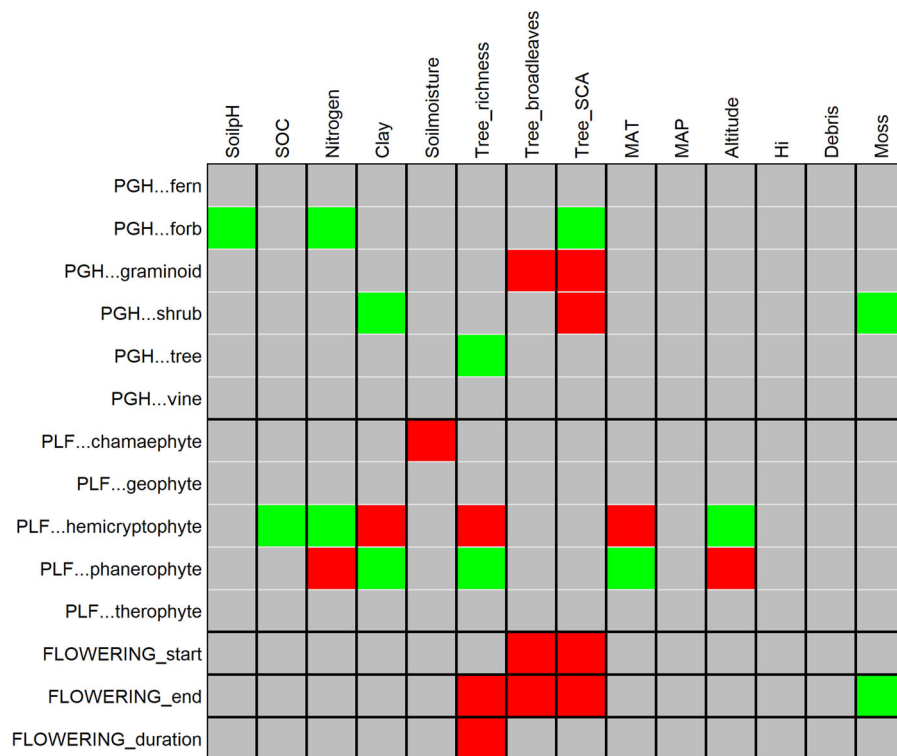 SoilpH
SOC
Nitrogen
Clay
Soilmoisture
Tree_richness
Tree_broadleaves
Tree_SCA
MAT
MAP
Altitude
Hi
Debris
Moss
PGH...fern
PGH...forb
PGH...graminoid
PGH...shrub
PGH...tree
PGH...vine
PLF...chamaephyte
PLF...geophyte
PLF...hemicryptophyte
PLF...phanerophyte
PLF...therophyte
FLOWERING_start
FLOWERING_end
FLOWERING_duration